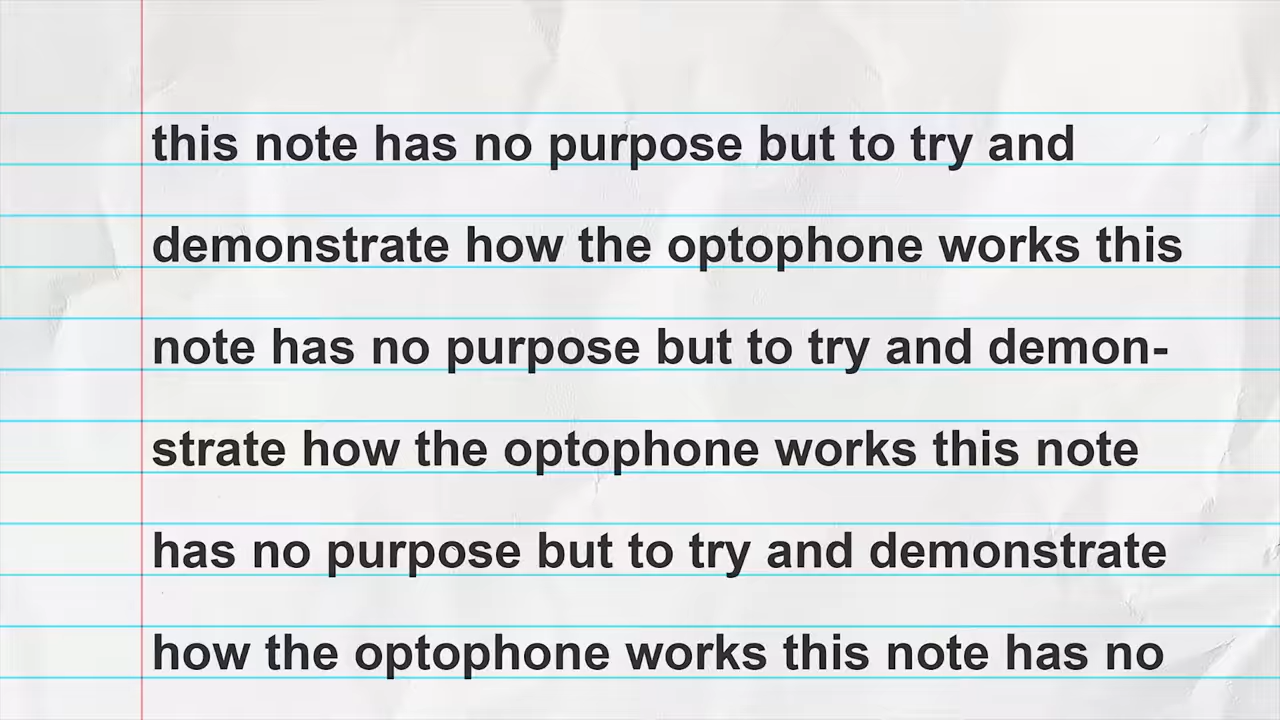 this note has no purpose but to try and
demonstrate how the optophone works this
note has no purpose but to try and demon-
strate how the optophone works this note
has no purpose but to try and demonstrate
how the optophone works this note has no